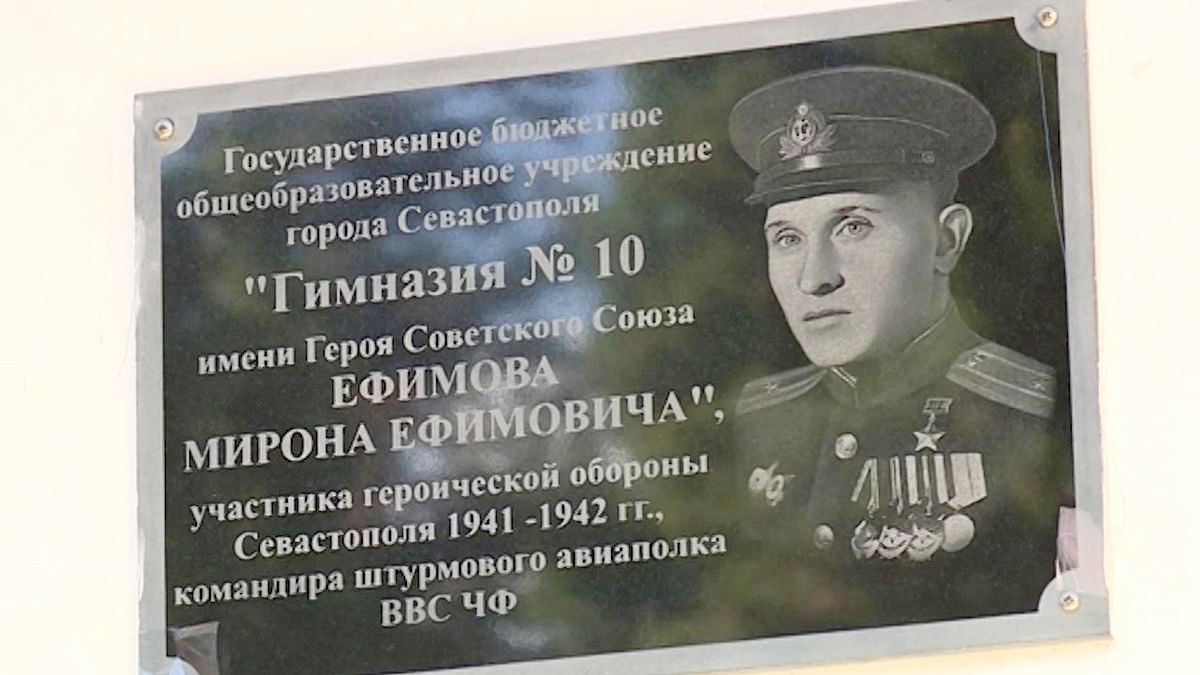 Государственное бюджетное
общеобразовательное учреждение
города Севастополя
"Гимназия № 10
имени Героя Советского Союза
ЕФИМОВА
МИРОНА ЕФИМОВИЧА",
участника героической обороны
Севастополя 1941 -1942 гг.,
командира штурмового авиаполка
ВВС ЧФ